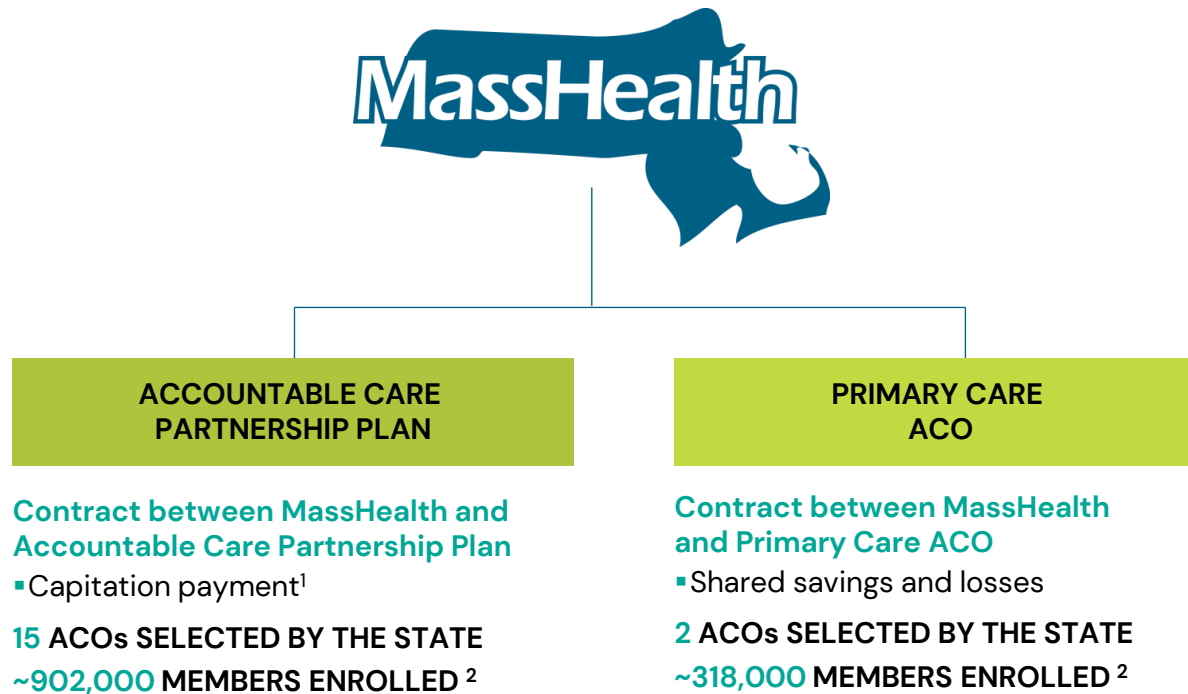 MassHealth
ACCOUNTABLE CARE
PARTNERSHIP PLAN
Contract between MassHealth and
Accountable Care Partnership Plan
▪Capitation payment¹
15 ACOs SELECTED BY THE STATE
~902,000 MEMBERS ENROLLED ²
PRIMARY CARE
ACO
Contract between MassHealth
and Primary Care ACO
▪Shared savings and losses
2 ACOs SELECTED BY THE STATE
~318,000 MEMBERS ENROLLED ²